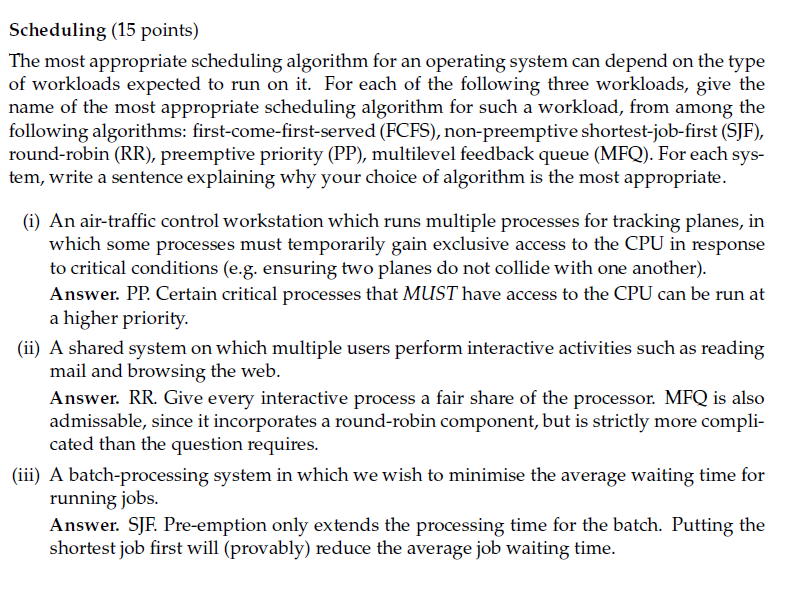 Scheduling (15 points)
The most appropriate scheduling algorithm for an operating system can depend on the type
of workloads expected to run on it. For each of the following three workloads, give the
name of the most appropriate scheduling algorithm for such a workload, from among the
following algorithms: first-come-first-served (FCFS), non-preemptive shortest-job-first (SJF),
round-robin (RR), preemptive priority (PP), multilevel feedback queue (MFQ). For each sys-
tem, write a sentence explaining why your choice of algorithm is the most appropriate.
(i) An air-traffic control workstation which runs multiple processes for tracking planes, in
which some processes must temporarily gain exclusive access to the CPU in response
to critical conditions (e.g. ensuring two planes do not collide with one another).
Answer. PP. Certain critical processes that MUST have access to the CPU can be run at
a higher priority.
(ii) A shared system on which multiple users perform interactive activities such as reading
mail and browsing the web.
Answer. RR. Give every interactive process a fair share of the processor. MFQ is also
admissable, since it incorporates a round-robin component, but is strictly more compli-
cated than the question requires.
(iii) A batch-processing system in which we wish to minimise the average waiting time for
running jobs.
Answer. SJF. Pre-emption only extends the processing time for the batch. Putting the
shortest job first will (provably) reduce the average job waiting time.